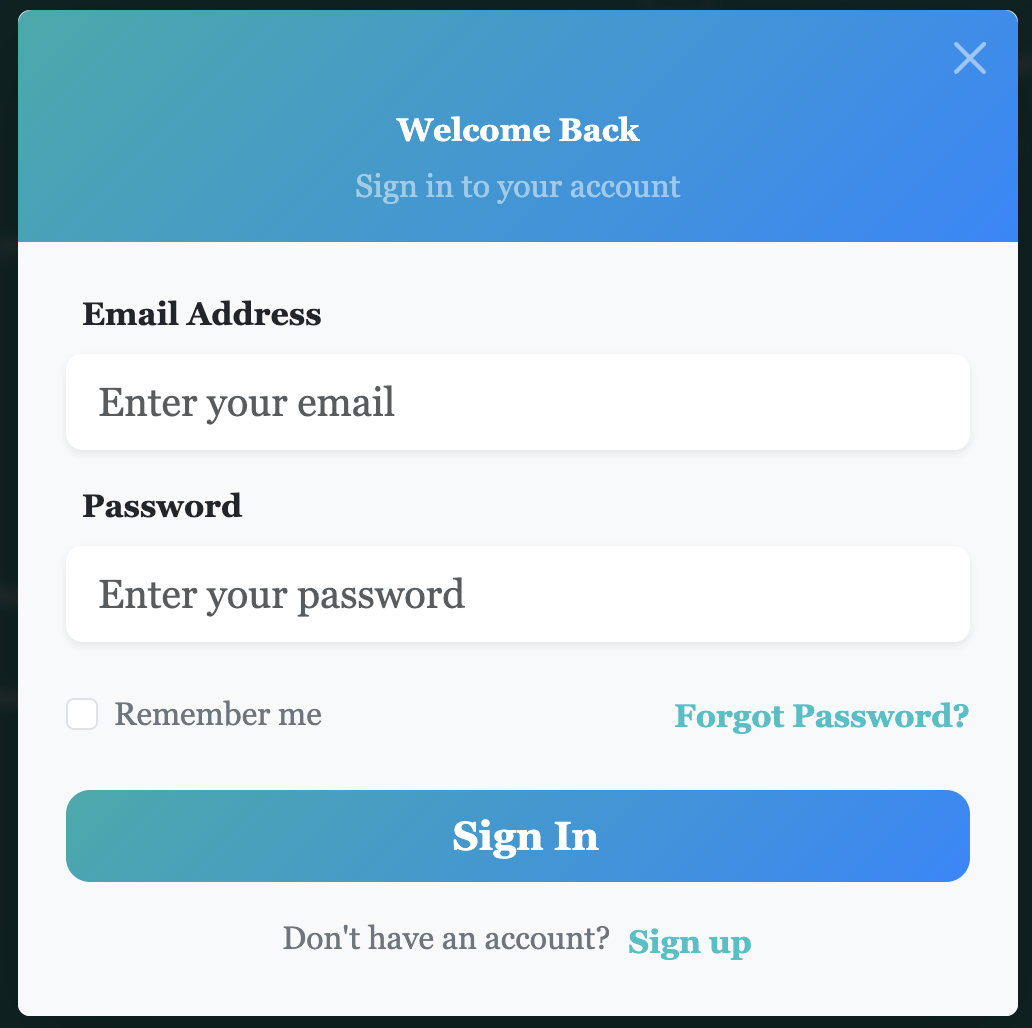 Welcome Back
Sign in to your account
Email Address
Enter your email
Password
Enter your password
Remember me Forgot Password?
Sign In
Don't have an account? Sign up